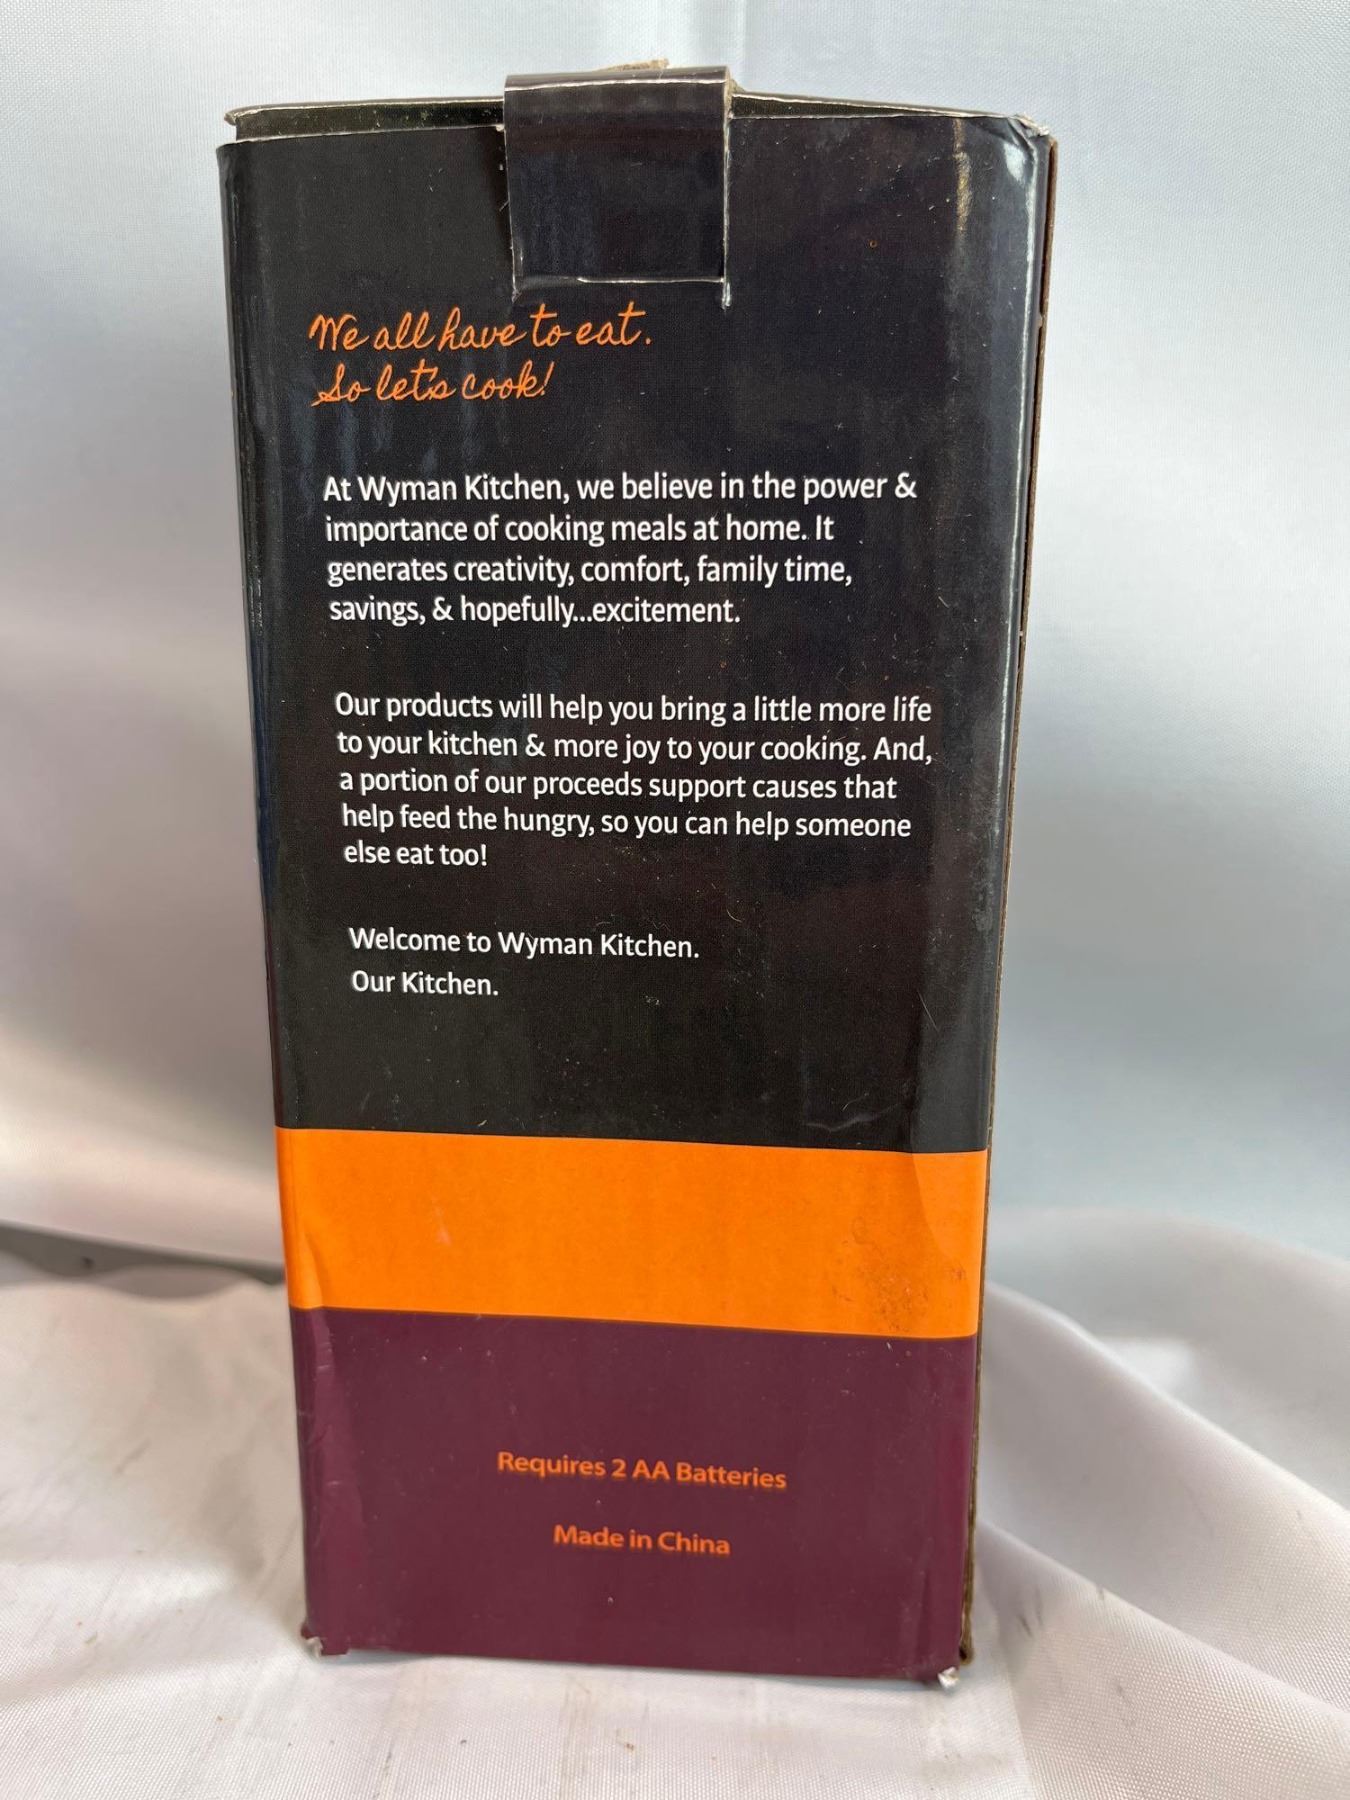 We all have to eat.
So let's cook!
At Wyman Kitchen, we believe in the power &
importance of cooking meals at home. It
generates creativity, comfort, family time,
savings, & hopefully...excitement.
Our products will help you bring a little more life
to your kitchen & more joy to your cooking. And,
a portion of our proceeds support causes that
help feed the hungry, so you can help someone
else eat too!
Welcome to Wyman Kitchen.
Our Kitchen.
Requires 2 AA Batteries
Made in China